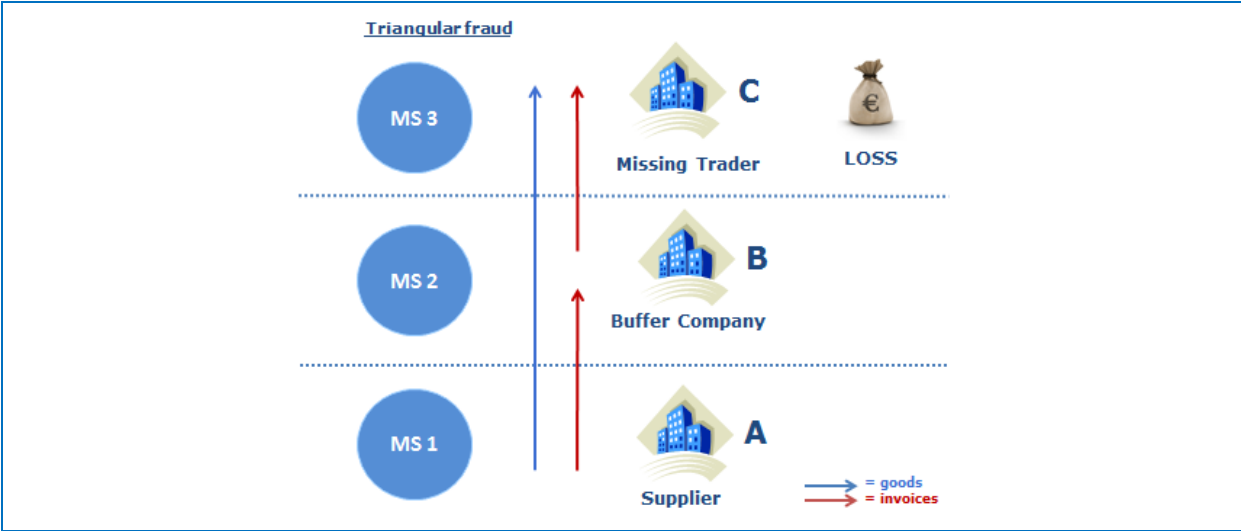 Triangular fraud
MS 3
C
€
Missing Trader
LOSS
MS 2
B
Buffer Company
MS 1
A
Supplier
= goods
= invoices